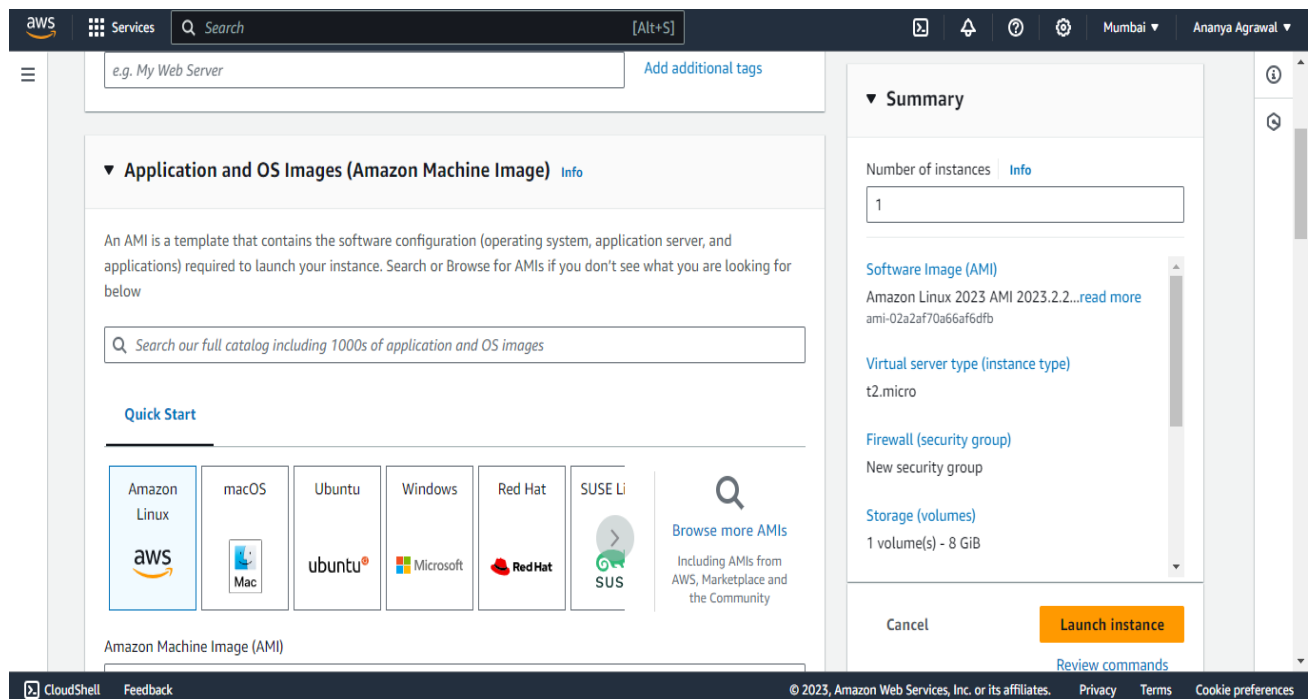 aws
Services
Search
[Alt+S]
Mumbai ▼
Ananya Agrawal ▼
e.g. My Web Server
Add additional tags
▼ Application and OS Images (Amazon Machine Image) Info
An AMI is a template that contains the software configuration (operating system, application server, and
applications) required to launch your instance. Search or Browse for AMIs if you don't see what you are looking for
below
Search our full catalog including 1000s of application and OS images
Quick Start
Amazon
Linux
aws
macOS
Mac
Ubuntu
ubuntu®
Windows
Microsoft
Red Hat
Red Hat
SUSE Li
SUS
Browse more AMIs
Including AMIs from
AWS, Marketplace and
the Community
Amazon Machine Image (AMI)
▼ Summary
Number of instances Info
1
Software Image (AMI)
Amazon Linux 2023 AMI 2023.2.2...read more
ami-02a2af70a66af6dfb
Virtual server type (instance type)
t2.micro
Firewall (security group)
New security group
Storage (volumes)
1 volume(s) - 8 GiB
Cancel
Launch instance
Review commands
CloudShell
Feedback
© 2023, Amazon Web Services, Inc. or its affiliates.
Privacy
Terms
Cookie preferences